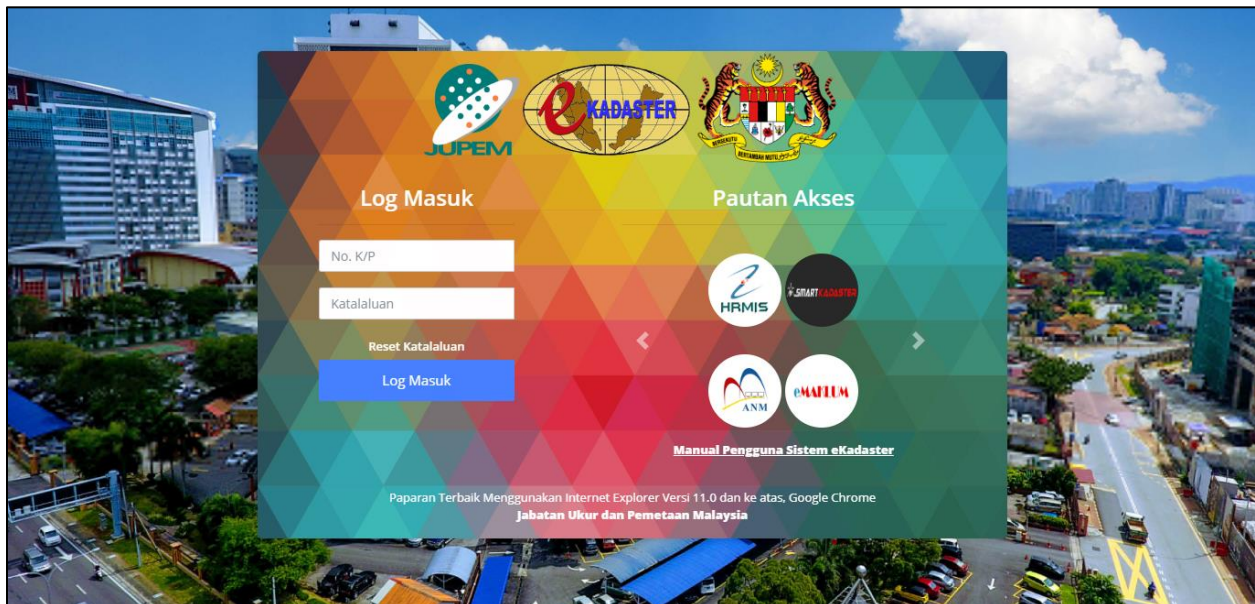 JUPEM
e KADASTER
BERSEKUTU BERTAMBAH MUTU
Log Masuk
No. K/P
Katalaluan
Reset Katalaluan
Log Masuk
Pautan Akses
HRMIS
SMARTKADASTER
ANM
eMAKLUM
Manual Pengguna Sistem eKadaster
Paparan Terbaik Menggunakan Internet Explorer Versi 11.0 dan ke atas, Google Chrome
Jabatan Ukur dan Pemetaan Malaysia